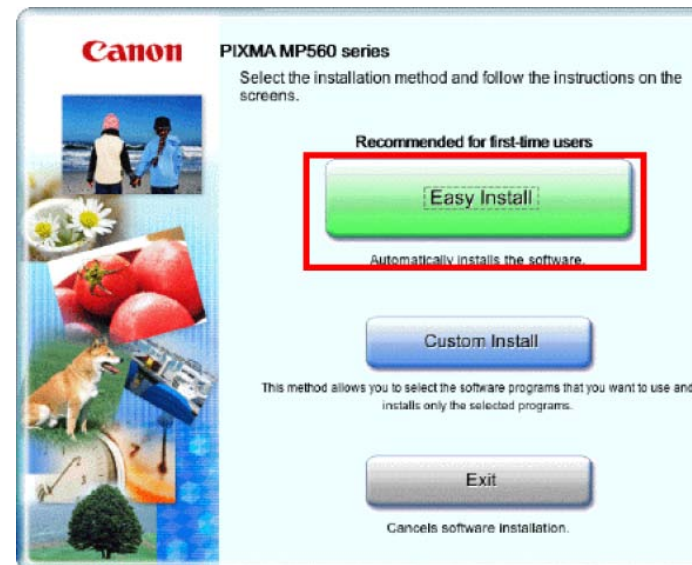 Canon
PIXMA MP560 series
Select the installation method and follow the instructions on the
screens.
Recommended for first-time users
Easy Install
Automatically installs the software.
Custom Install
This method allows you to select the software programs that you want to use and
installs only the selected programs.
Exit
Cancels software installation.